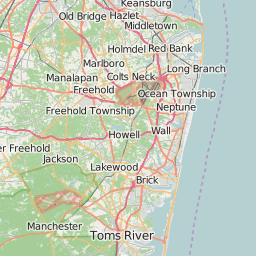 Keansburg
Old Bridge
Hazlet
Middletown
Holmdel
Red Bank
Marlboro
Long Branch
Manalapan
Colts Neck
Freehold
Ocean Township
Neptune
Freehold Township
Howell
Wall
er Freehold
Jackson
Lakewood
Brick
Manchester
Toms River